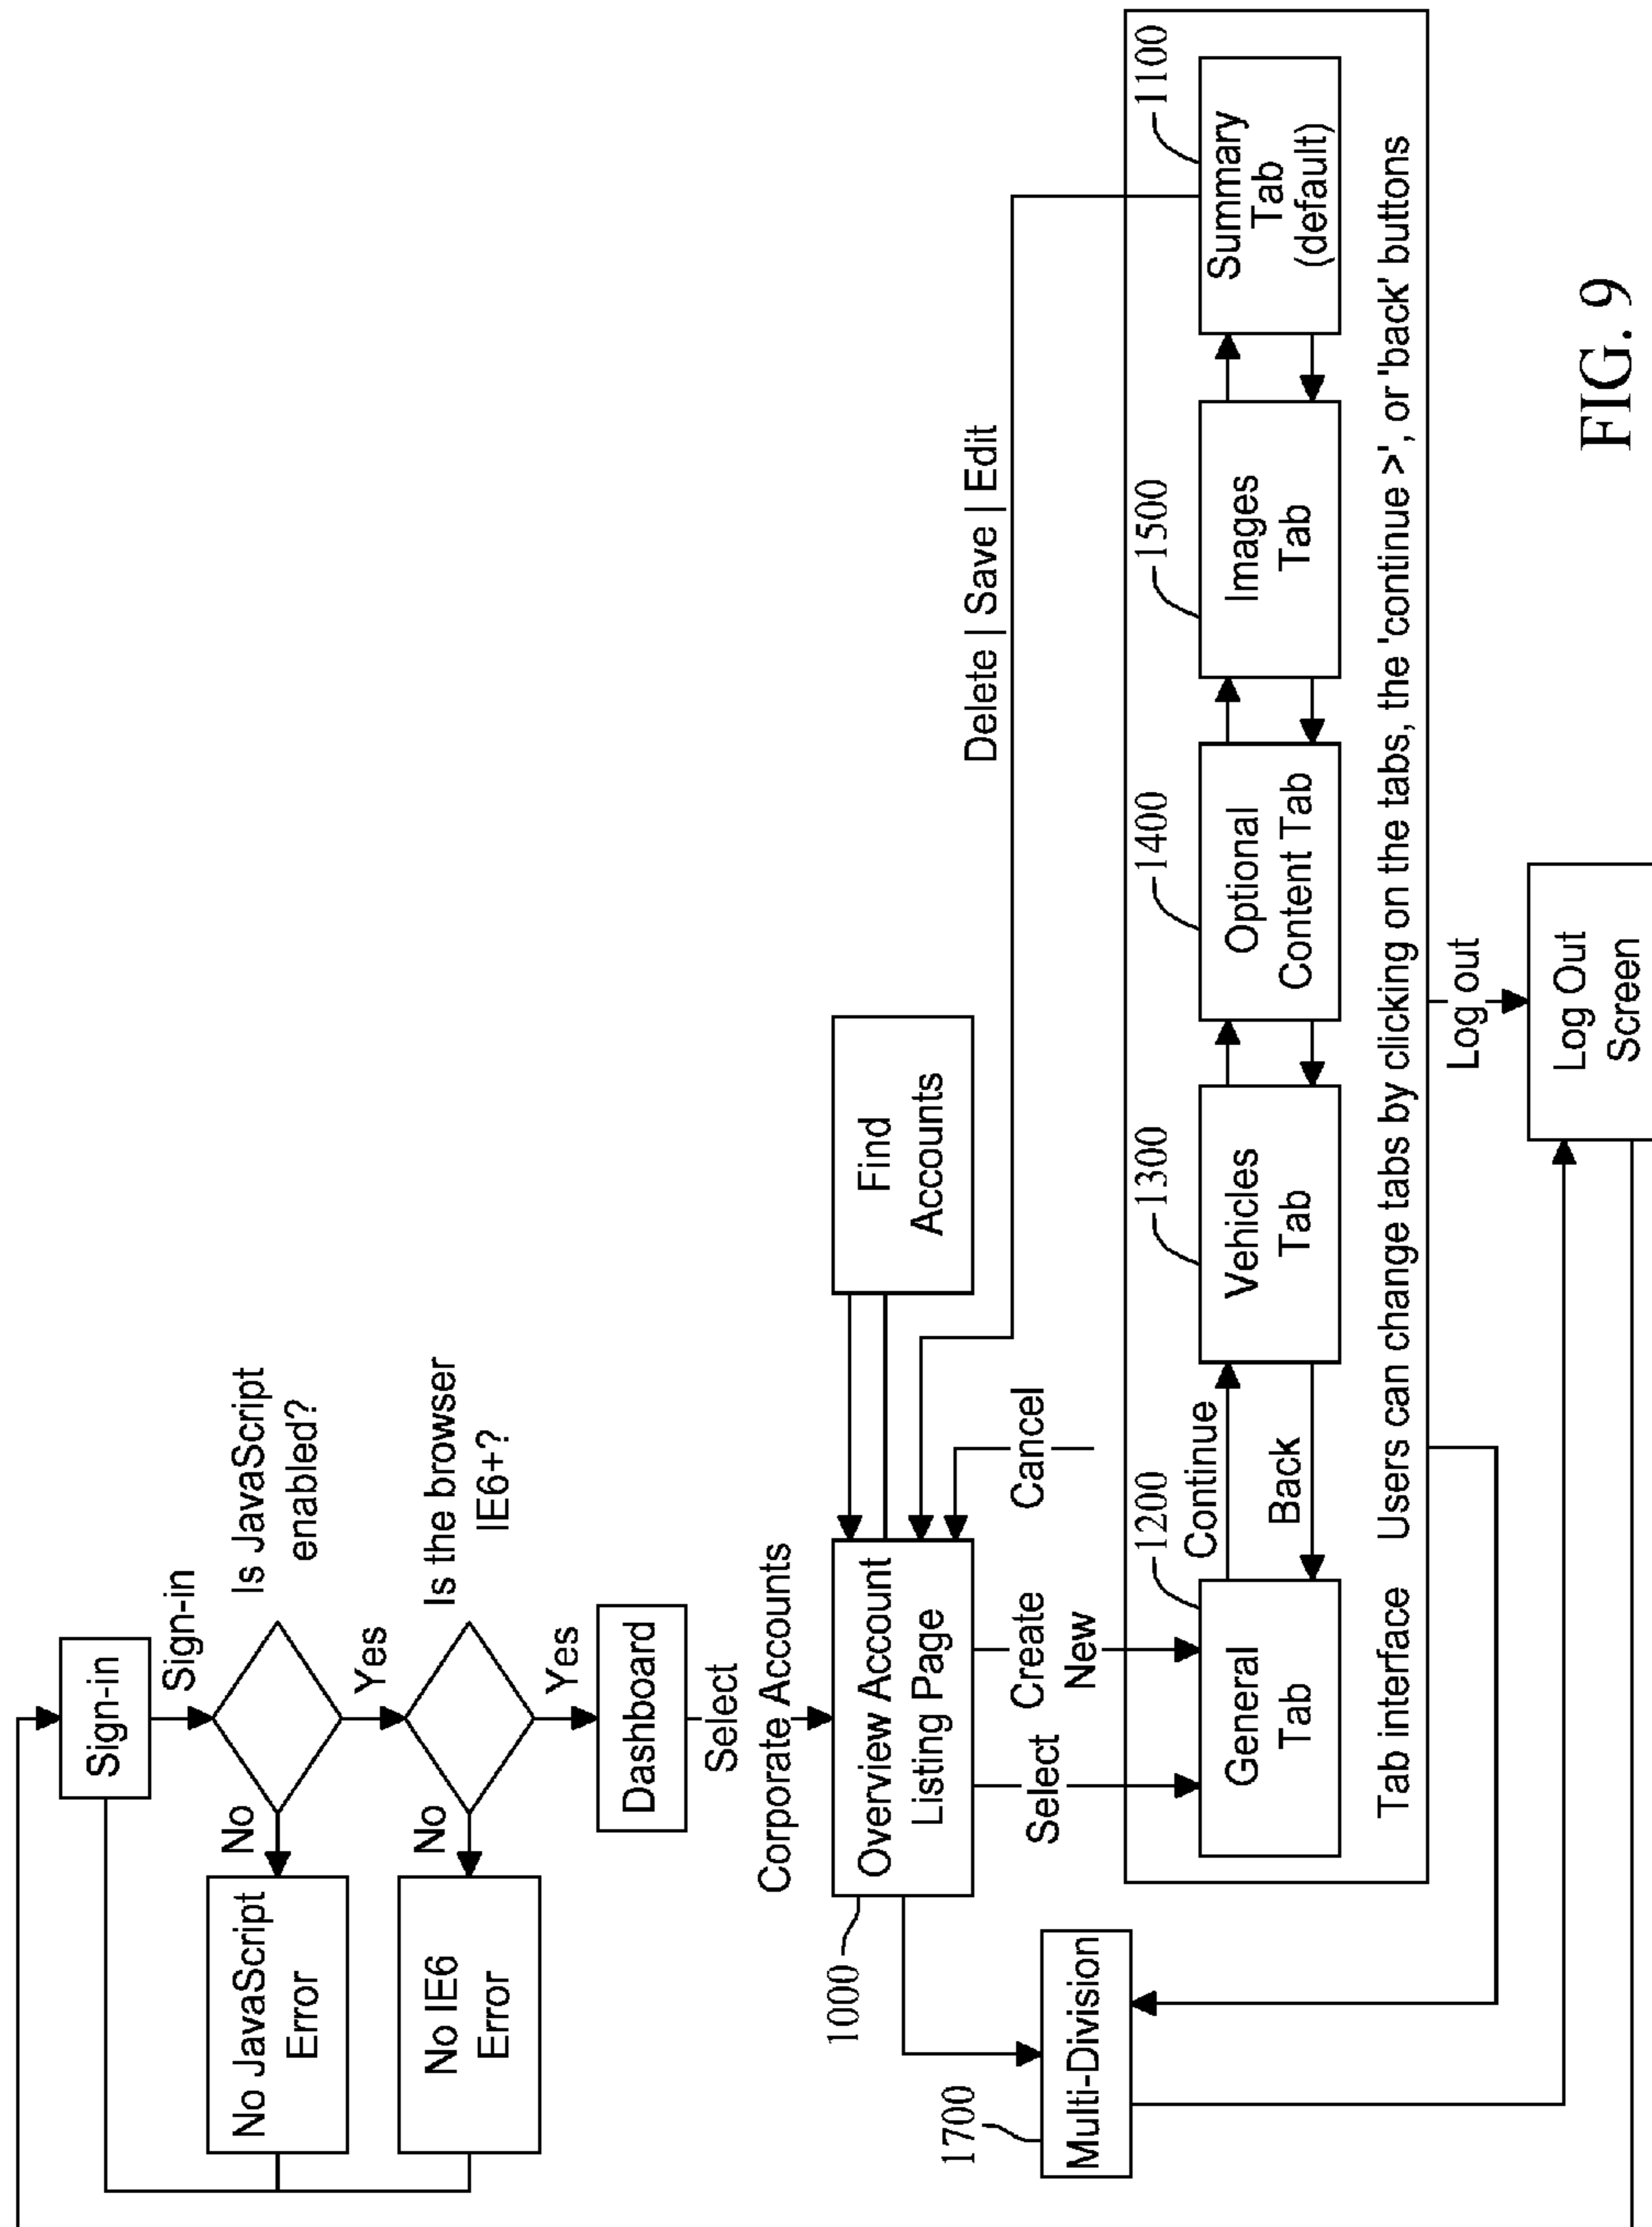 Sign-in
Sign-in
Is JavaScript
enabled?
No
No JavaScript
Error
Yes
Is the browser
IE6+?
No
No IE6
Error
Yes
Dashboard
Select
Corporate Accounts
1000
Overview Account
Listing Page
Find
Accounts
Delete | Save | Edit
Cancel
Select
Create
New
1700
Multi-Division
1200
General
Tab
Continue
Back
1300
Vehicles
Tab
1400
Optional
Content Tab
1500
Images
Tab
1100
Summary
Tab
(default)
Tab interface
Users can change tabs by clicking on the tabs, the 'continue >', or 'back' buttons
Log out
Log Out
Screen
FIG. 9